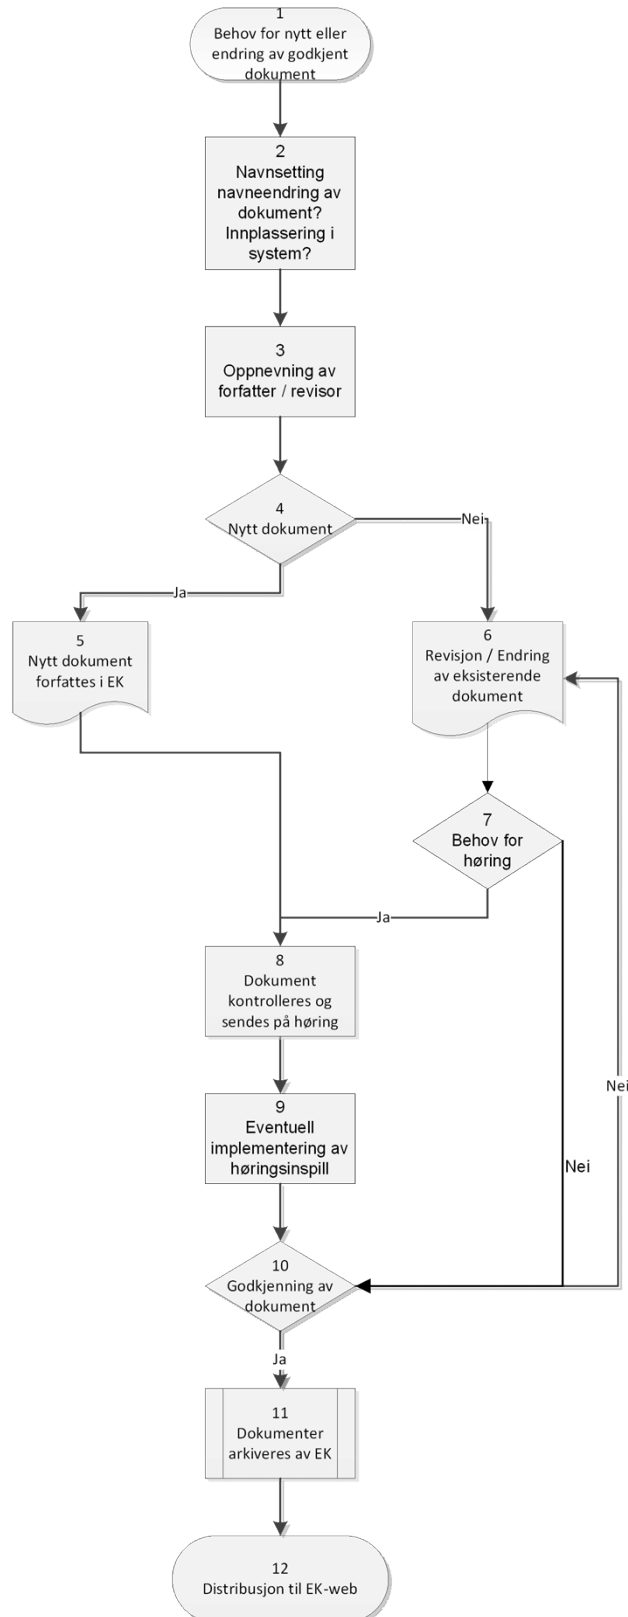 1
Behov for nytt eller
endring av godkjent
dokument
2
Navnsetting
navneendring av
dokument?
Innplassering i
system?
3
Oppnevning av
forfatter / revisor
4
Nytt dokument
Nei
Ja
5
Nytt dokument
forfattes i EK
6
Revisjon / Endring
av eksisterende
dokument
7
Behov for
høring
Ja
8
Dokument
kontrolleres og
sendes på høring
Nei
9
Eventuell
implementering av
høringsinspill
Nei
10
Godkjenning av
dokument
Ja
11
Dokumenter
arkiveres av EK
12
Distribusjon til EK-web